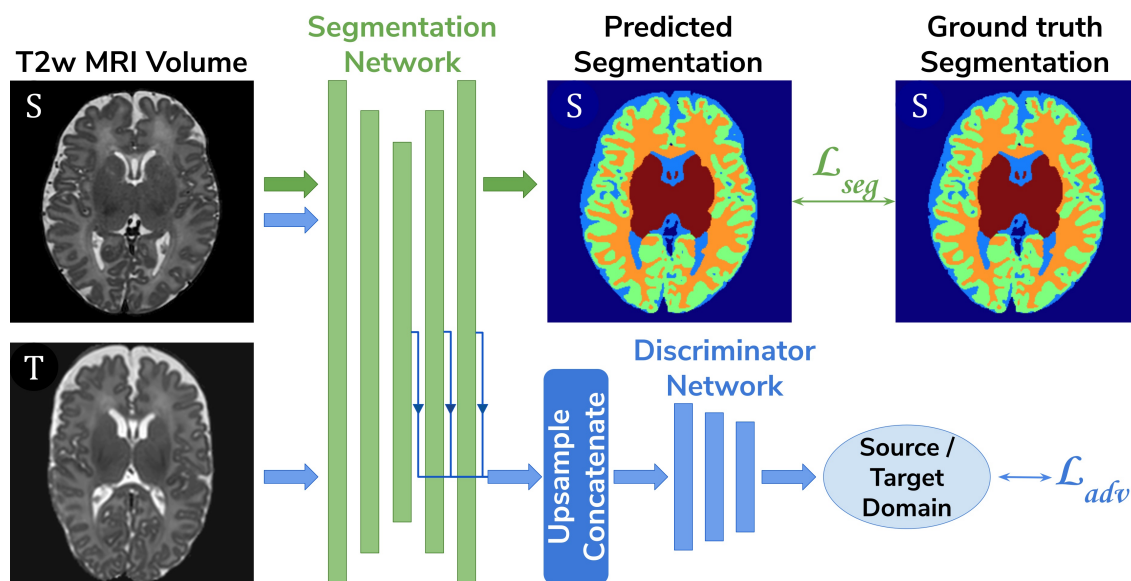 T2w MRI Volume
Segmentation
Network
Predicted
Segmentation
Ground truth
Segmentation
S
S
S
ℒseg
T
Discriminator
Network
Upsample
Concatenate
Source /
Target
Domain
ℒadv